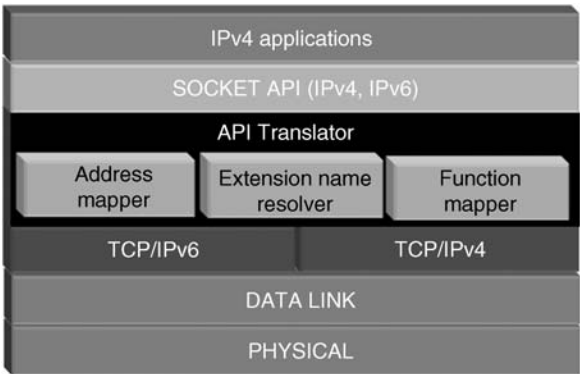 IPv4 applications
SOCKET API (IPv4, IPv6)
API Translator
Address
mapper
Extension name
resolver
Function
mapper
TCP/IPv6
TCP/IPv4
DATA LINK
PHYSICAL